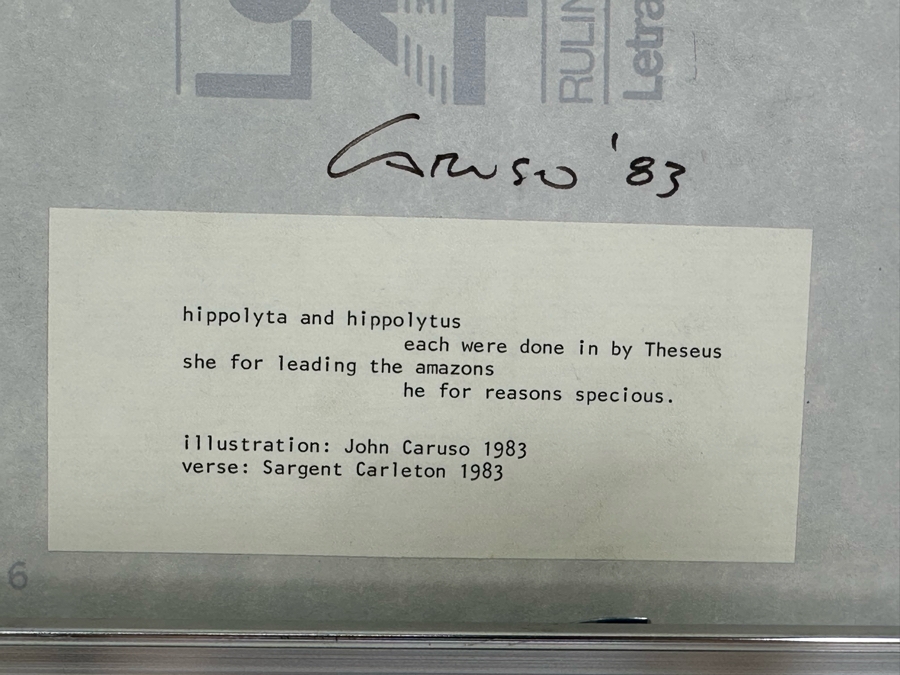 RULIN
Letra
Caruso '83
hippolyta and hippolytus
each were done in by Theseus
she for leading the amazons
he for reasons specious.
illustration: John Caruso 1983
verse: Sargent Carleton 1983
6